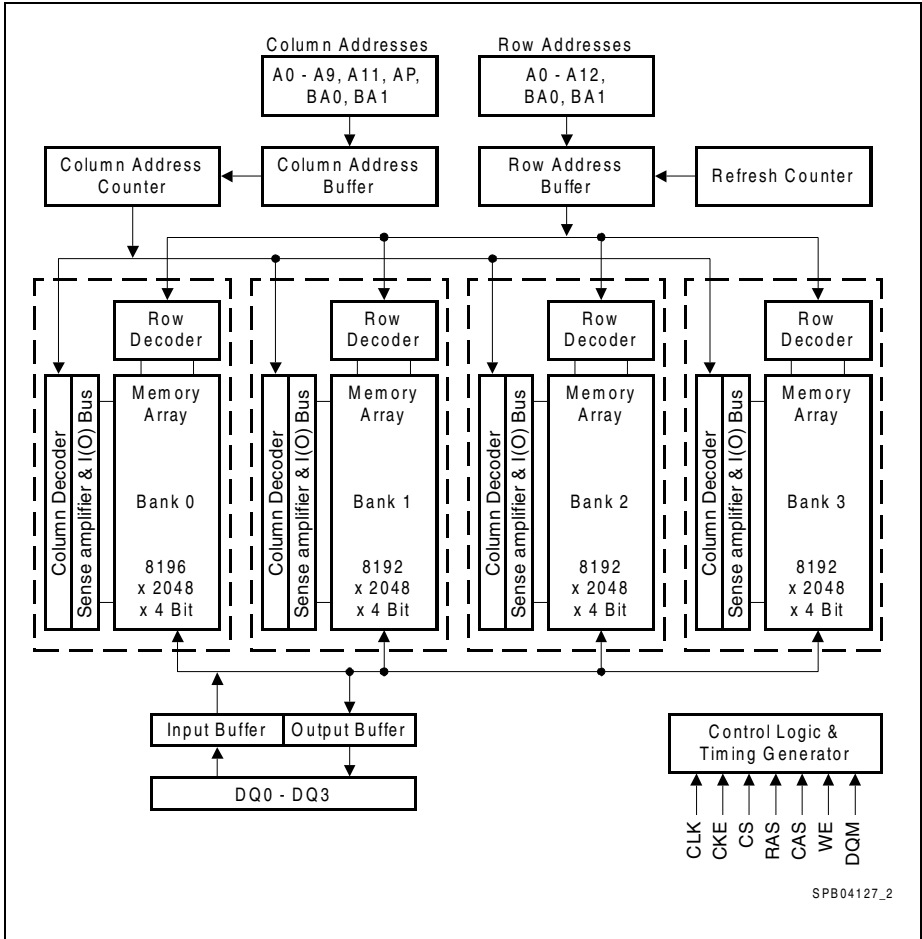 Column Addresses
A0 - A9, A11, AP,
BA0, BA1
Row Addresses
A0 - A12,
BA0, BA1
Column Address
Counter
Column Address
Buffer
Row Address
Buffer
Refresh Counter
Row
Decoder
Memory
Array
Bank 0
8196
x 2048
x 4 Bit
Column Decoder
Sense amplifier & I(O) Bus
Row
Decoder
Memory
Array
Bank 1
8192
x 2048
x 4 Bit
Column Decoder
Sense amplifier & I(O) Bus
Row
Decoder
Memory
Array
Bank 2
8192
x 2048
x 4 Bit
Column Decoder
Sense amplifier & I(O) Bus
Row
Decoder
Memory
Array
Bank 3
8192
x 2048
x 4 Bit
Column Decoder
Sense amplifier & I(O) Bus
Input Buffer
Output Buffer
DQ0 - DQ3
Control Logic &
Timing Generator
CLK
CKE
CS
RAS
CAS
WE
DQM
SPB04127_2